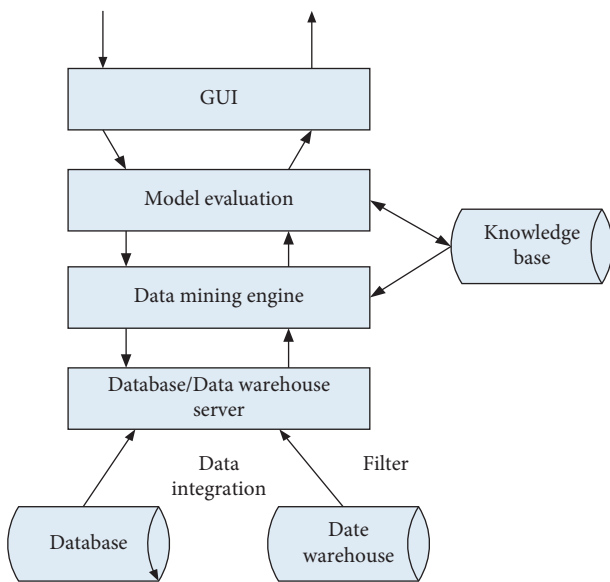 GUI
Model evaluation
Knowledge
base
Data mining engine
Database/Data warehouse
server
Data
integration
Filter
Database
Date
warehouse